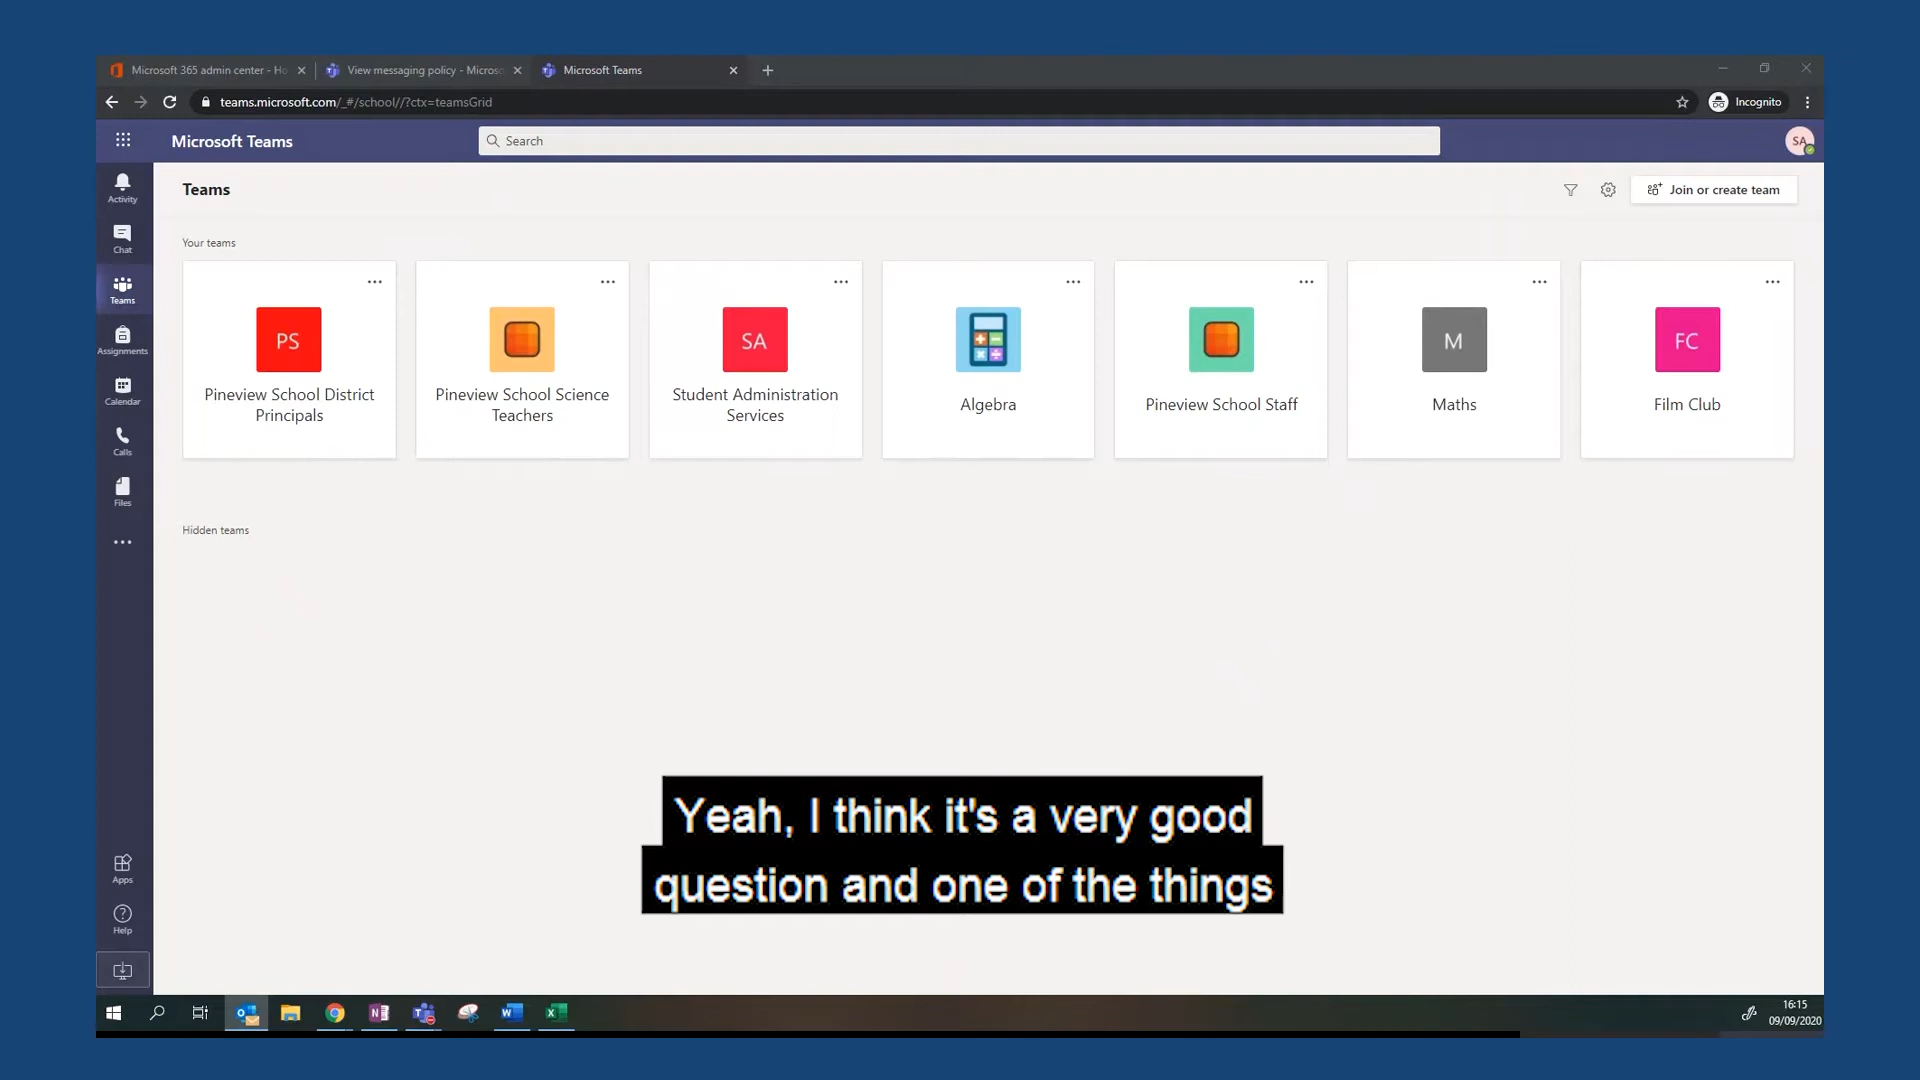 Microsoft 365 admin center - Ho
View messaging policy - Micros
Microsoft Teams
teams.microsoft.com/_#/school//?ctx=teamsGrid
Incognito
Microsoft Teams
Search
SA
Activity
Chat
Teams
Assignments
Calendar
Calls
Files
Apps
Help
Teams
Join or create team
Your teams
PS
Pineview School District
Principals
Pineview School Science
Teachers
SA
Student Administration
Services
Algebra
Pineview School Staff
M
Maths
FC
Film Club
Hidden teams
Yeah, I think it's a very good
question and one of the things
16:15
09/09/2020